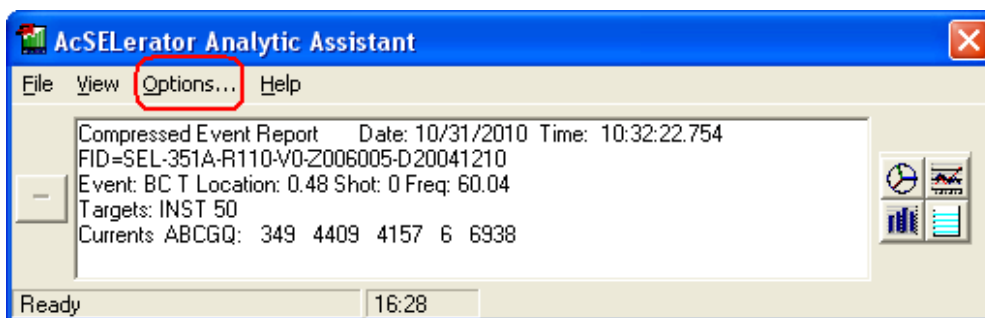 AcSELerator Analytic Assistant
File View Options... Help
Compressed Event Report Date: 10/31/2010 Time: 10:32:22.754
FID=SEL-351A-R110-V0-Z006005-D20041210
Event: BC T Location: 0.48 Shot: 0 Freq: 60.04
Targets: INST 50
Currents ABCGQ: 349 4409 4157 6 6938
Ready 16:28